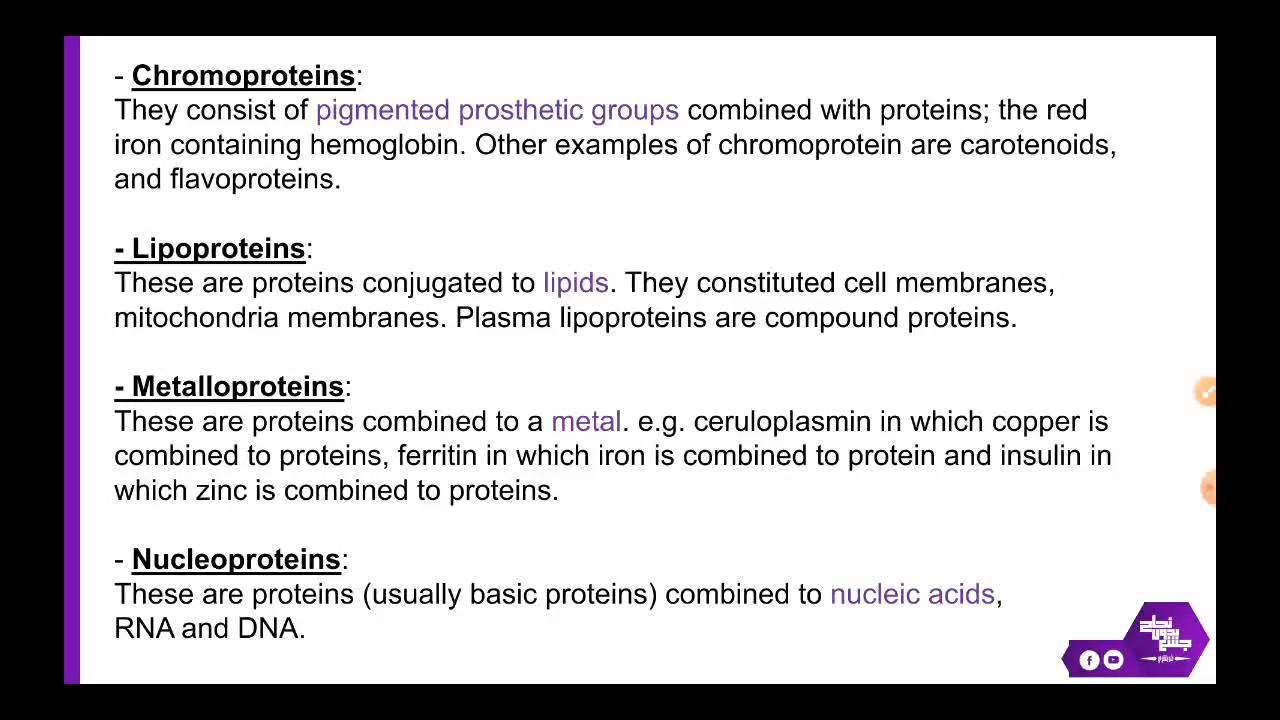 - Chromoproteins:
They consist of pigmented prosthetic groups combined with proteins; the red
iron containing hemoglobin. Other examples of chromoprotein are carotenoids,
and flavoproteins.
- Lipoproteins:
These are proteins conjugated to lipids. They constituted cell membranes,
mitochondria membranes. Plasma lipoproteins are compound proteins.
- Metalloproteins:
These are proteins combined to a metal. e.g. ceruloplasmin in which copper is
combined to proteins, ferritin in which iron is combined to protein and insulin in
which zinc is combined to proteins.
- Nucleoproteins:
These are proteins (usually basic proteins) combined to nucleic acids,
RNA and DNA.
نجاح
بدون